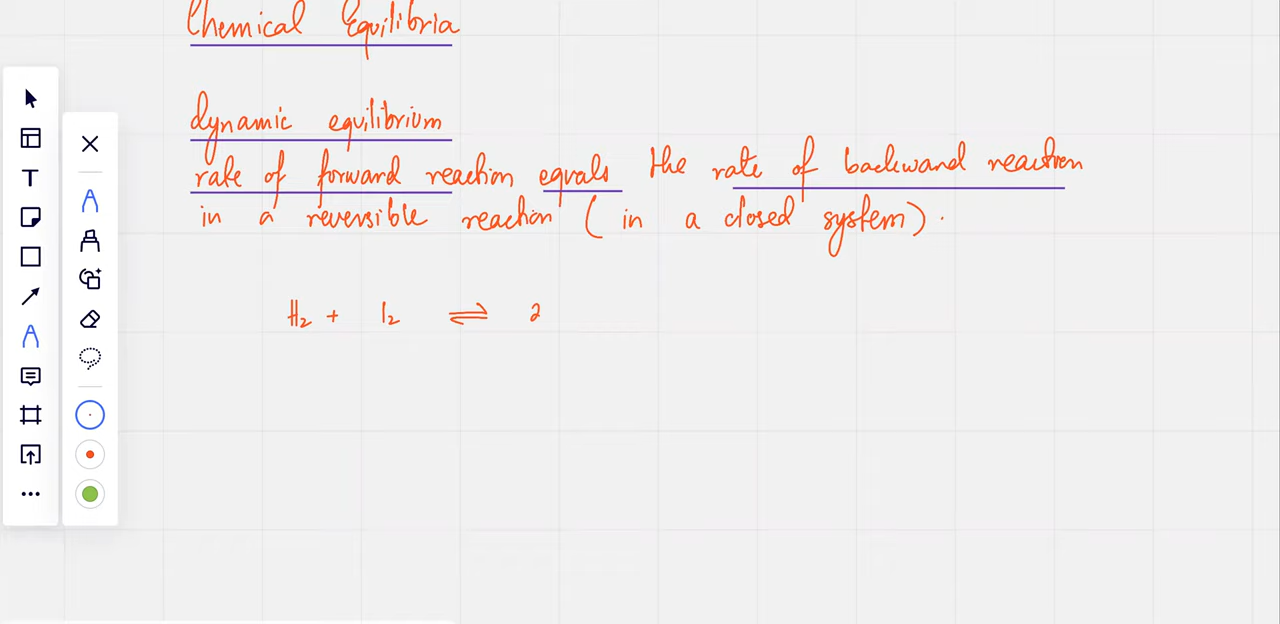 Chemical Equilibria
dynamic equilibrium
rate of forward reaction equals the rate of backward reaction
in a reversible reaction (in a closed system).
H₂ + I₂ ⇌ 2